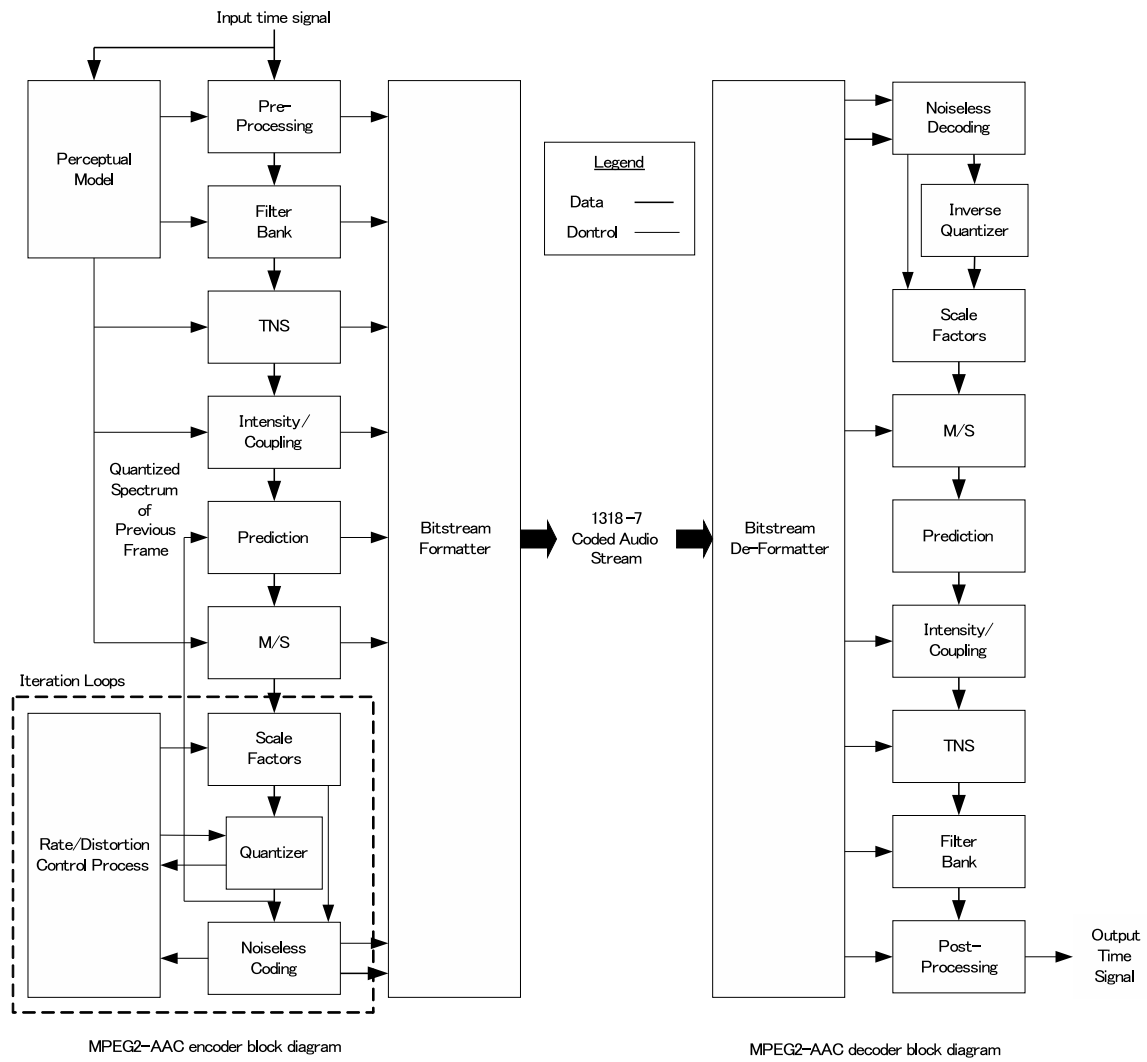 Input time signal
Perceptual
Model
Pre-
Processing
Filter
Bank
TNS
Intensity/
Coupling
Quantized
Spectrum
of
Previous
Frame
Prediction
M/S
Iteration Loops
Scale
Factors
Rate/Distortion
Control Process
Quantizer
Noiseless
Coding
Bitstream
Formatter
MPEG2-AAC encoder block diagram
Legend
Data
Dontrol
1318-7
Coded Audio
Stream
Bitstream
De-Formatter
Noiseless
Decoding
Inverse
Quantizer
Scale
Factors
M/S
Prediction
Intensity/
Coupling
TNS
Filter
Bank
Post-
Processing
Output
Time
Signal
MPEG2-AAC decoder block diagram